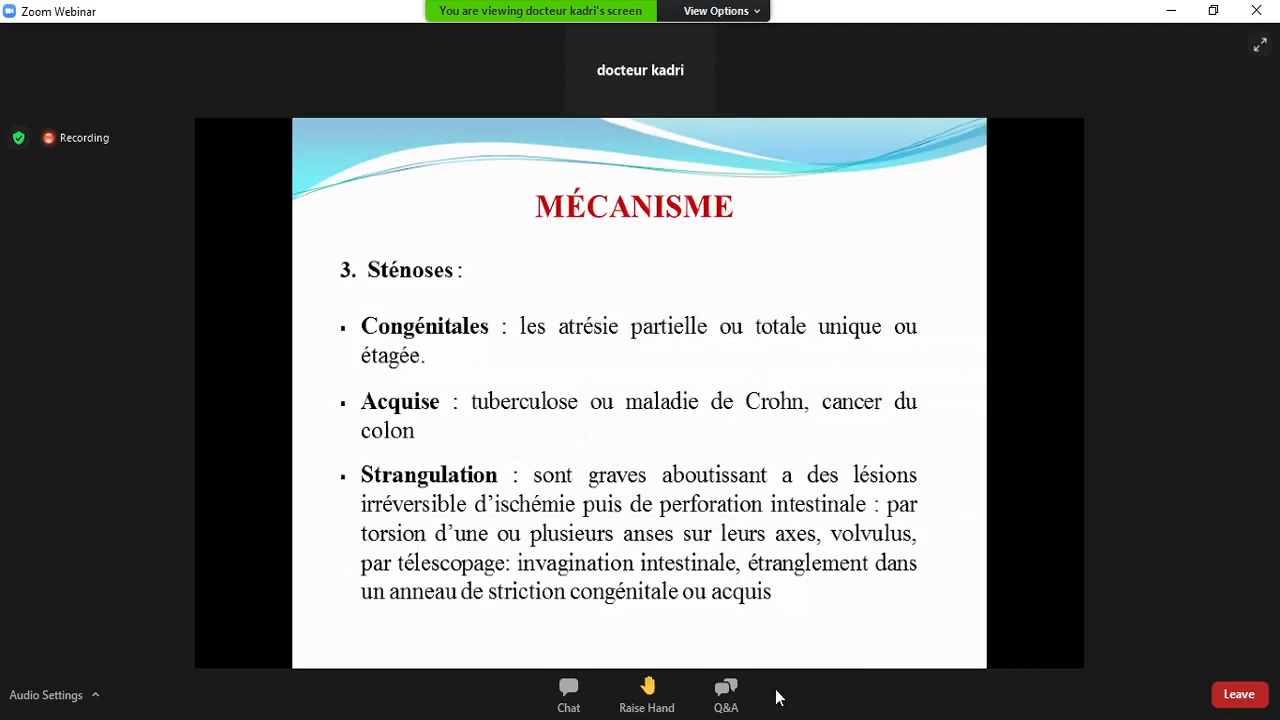 Zoom Webinar
You are viewing docteur kadri's screen
View Options
docteur kadri
Recording
MÉCANISME
3. Sténoses :
▪ Congénitales : les atrésie partielle ou totale unique ou
étagée.
▪ Acquise : tuberculose ou maladie de Crohn, cancer du
colon
▪ Strangulation : sont graves aboutissant a des lésions
irréversible d'ischémie puis de perforation intestinale : par
torsion d'une ou plusieurs anses sur leurs axes, volvulus,
par télescopage: invagination intestinale, étranglement dans
un anneau de striction congénitale ou acquis
Audio Settings
Chat
Raise Hand
Q&A
Leave